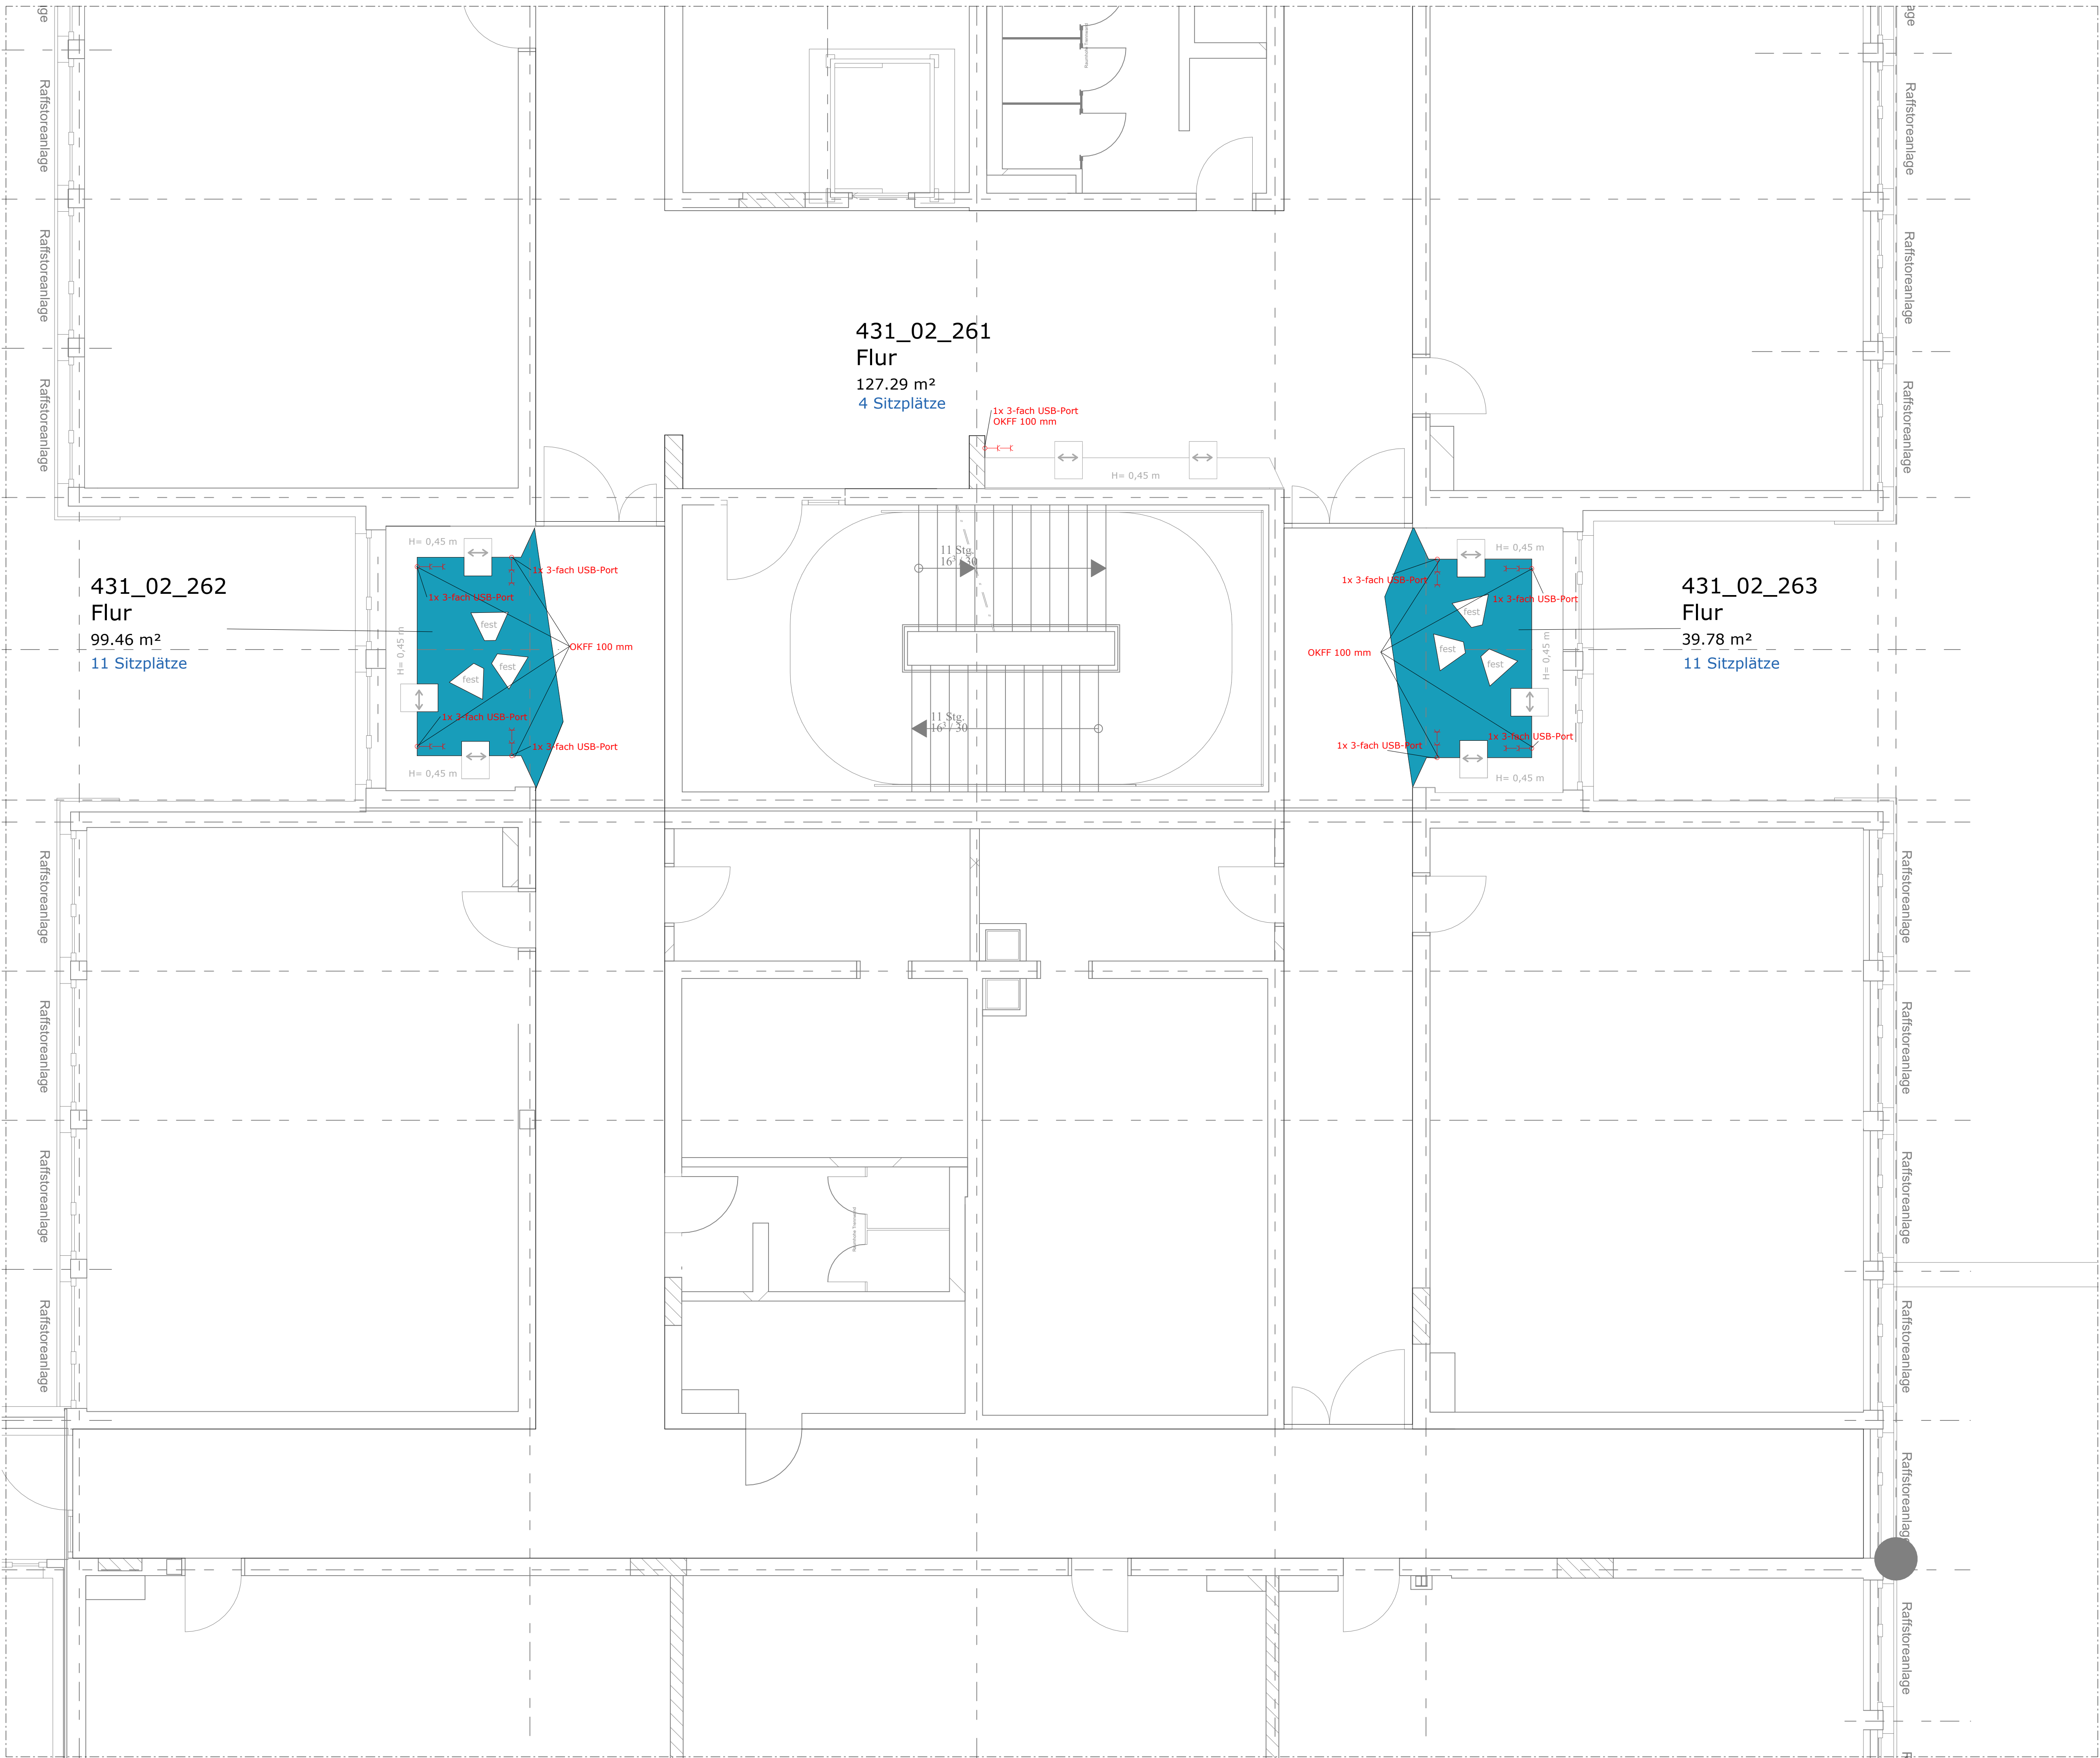 Raffstoreanlage
Raffstoreanlage
Raffstoreanlage
age
age
Raffstoreanlage
Raffstoreanlage
Raffstoreanlage
431_02_261
Flur
127.29 m²
4 Sitzplätze
1x 3-fach USB-Port
OKFF 100 mm
H= 0,45 m
431_02_262
Flur
99.46 m²
11 Sitzplätze
H= 0,45 m
1x 3-fach USB-Port
1x 3-fach USB-Port
fest
fest
fest
H= 0,45 m
OKFF 100 mm
1x 3-fach USB-Port
1x 3-fach USB-Port
H= 0,45 m
11 Stg.
11 Stg.
H= 0,45 m
1x 3-fach USB-Port
1x 3-fach USB-Port
fest
fest
fest
H= 0,45 m
OKFF 100 mm
1x 3-fach USB-Port
1x 3-fach USB-Port
H= 0,45 m
431_02_263
Flur
39.78 m²
11 Sitzplätze
Raffstoreanlage
Raffstoreanlage
Raffstoreanlage
Raffstoreanlage
Raffstoreanlage
Raffstoreanlage
Raffstoreanlage
Raffstoreanlage
Raffstoreanlage
Raffstoreanlage